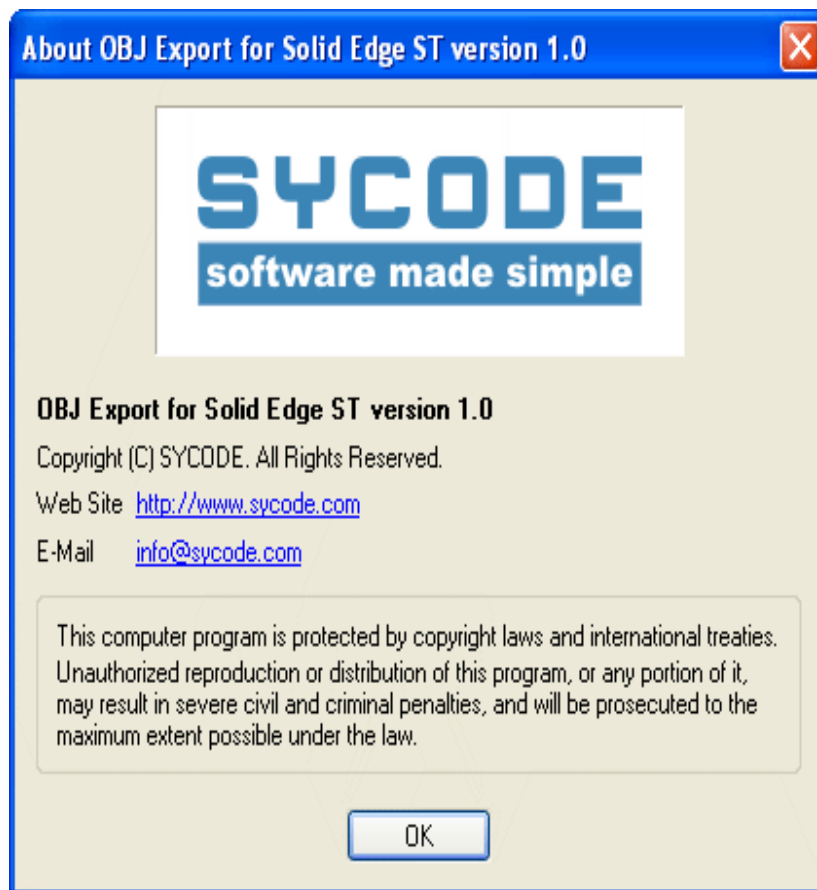 About OBJ Export for Solid Edge ST version 1.0
SYCODE
software made simple
OBJ Export for Solid Edge ST version 1.0
Copyright (C) SYCODE. All Rights Reserved.
Web Site http://www.sycode.com
E-Mail info@sycode.com
This computer program is protected by copyright laws and international treaties.
Unauthorized reproduction or distribution of this program, or any portion of it,
may result in severe civil and criminal penalties, and will be prosecuted to the
maximum extent possible under the law.
OK